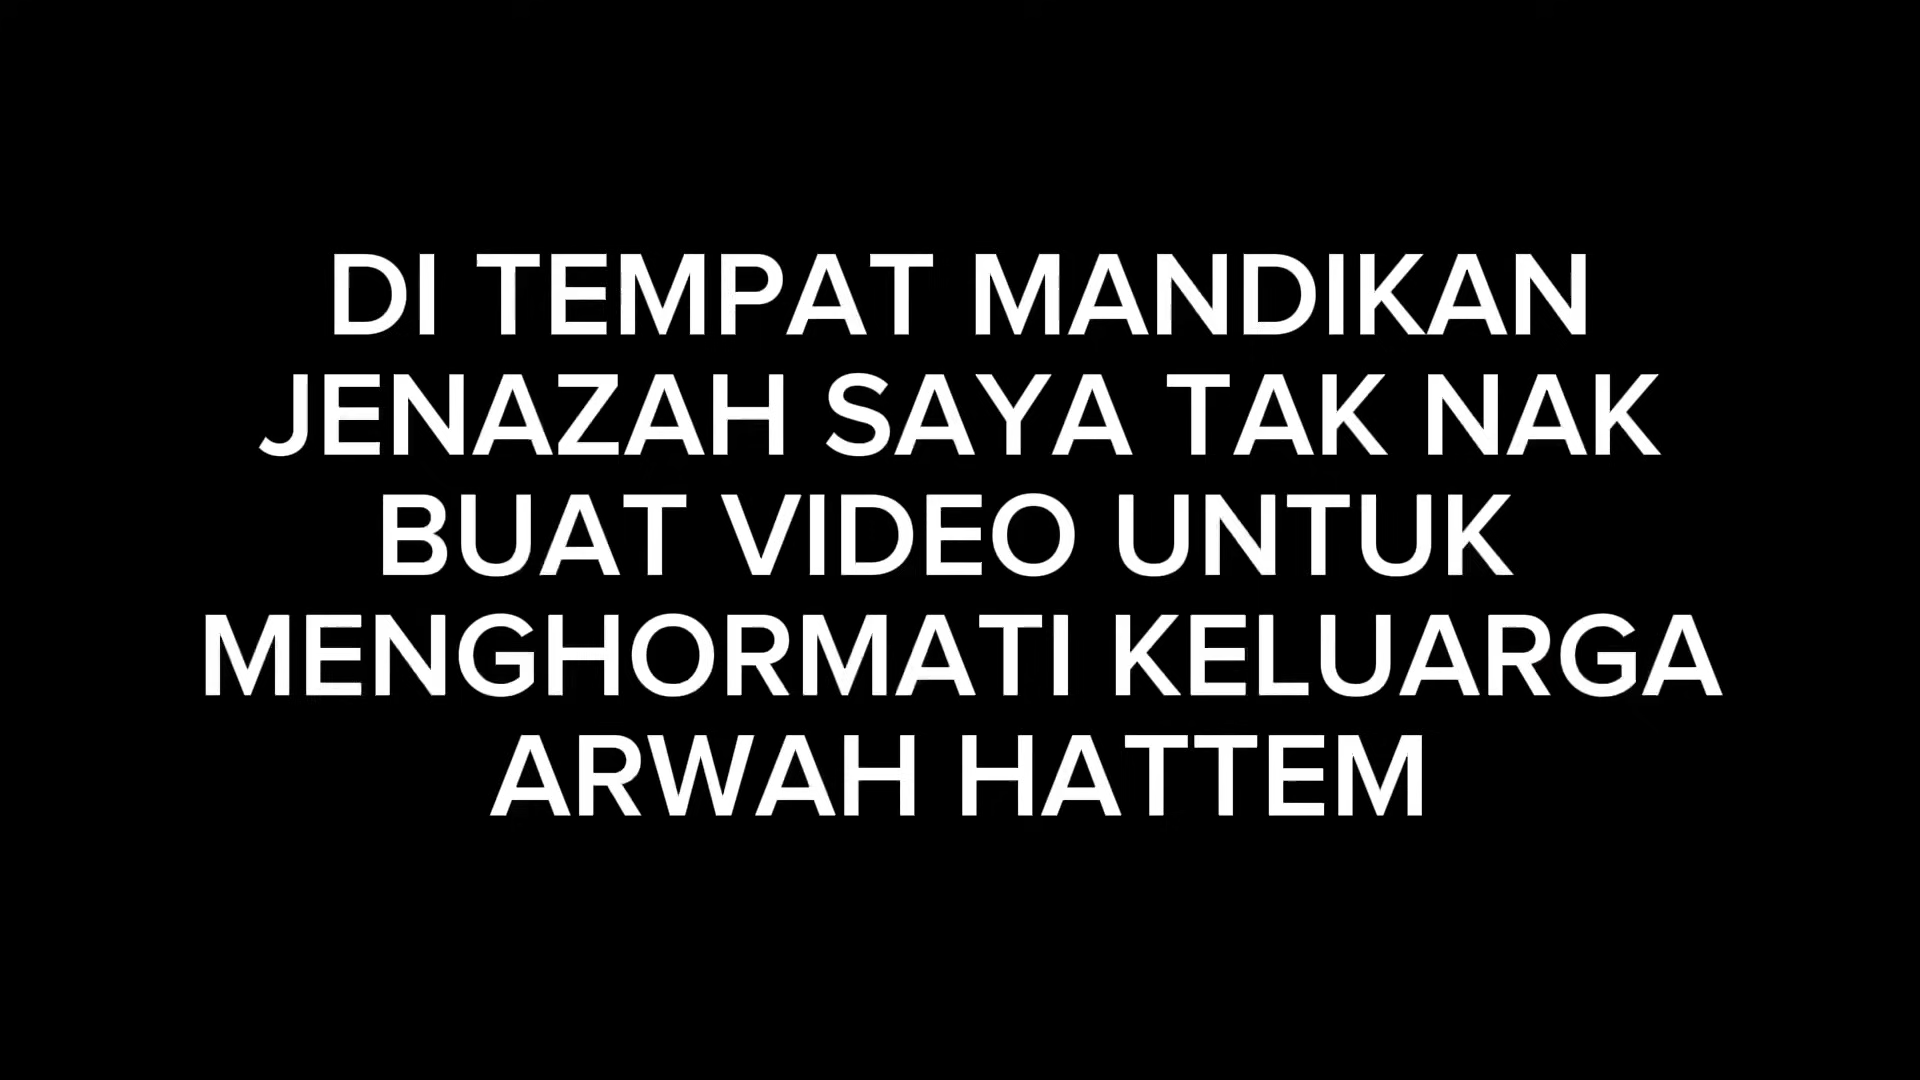 DI TEMPAT MANDIKAN
JENAZAH SAYA TAK NAK
BUAT VIDEO UNTUK
MENGHORMATI KELUARGA
ARWAH HATTEM